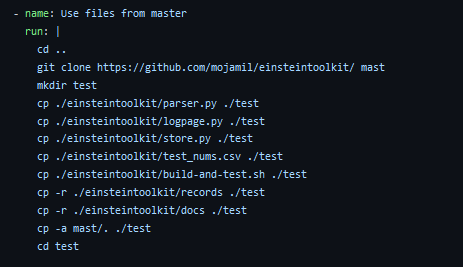 - name: Use files from master
run: |
cd ..
git clone https://github.com/mojamil/einsteintoolkit/ mast
mkdir test
cp ./einsteintoolkit/parser.py ./test
cp ./einsteintoolkit/logpage.py ./test
cp ./einsteintoolkit/store.py ./test
cp ./einsteintoolkit/test_nums.csv ./test
cp ./einsteintoolkit/build-and-test.sh ./test
cp -r ./einsteintoolkit/records ./test
cp -r ./einsteintoolkit/docs ./test
cp -a mast/. ./test
cd test